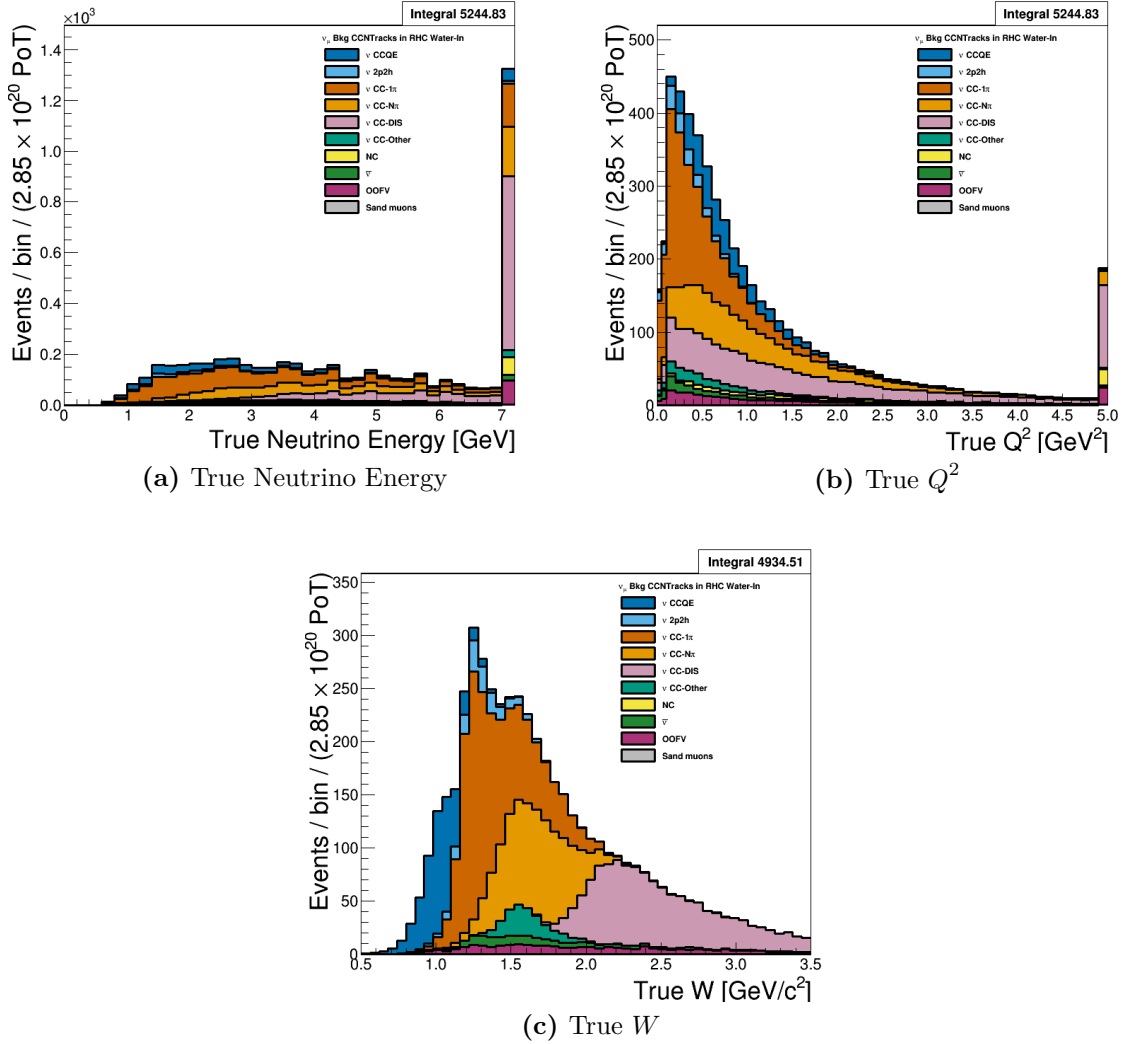 ×10³
Integral 5244.83
ν_μ Bkg CCNTracks in RHC Water-In
ν CCQE
ν 2p2h
ν CC-1π
ν CC-Nπ
ν CC-DIS
ν CC-Other
NC
ν̅
OOFV
Sand muons
Events / bin / (2.85 × 10²⁰ PoT)
1.4
1.2
1.0
0.8
0.6
0.4
0.2
0.0
0 1 2 3 4 5 6 7
True Neutrino Energy [GeV]
(a) True Neutrino Energy
Integral 5244.83
ν_μ Bkg CCNTracks in RHC Water-In
ν CCQE
ν 2p2h
ν CC-1π
ν CC-Nπ
ν CC-DIS
ν CC-Other
NC
ν̅
OOFV
Sand muons
Events / bin / (2.85 × 10²⁰ PoT)
500
400
300
200
100
0
0.0 0.5 1.0 1.5 2.0 2.5 3.0 3.5 4.0 4.5 5.0
True Q² [GeV²]
(b) True Q²
Integral 4934.51
ν_μ Bkg CCNTracks in RHC Water-In
ν CCQE
ν 2p2h
ν CC-1π
ν CC-Nπ
ν CC-DIS
ν CC-Other
NC
ν̅
OOFV
Sand muons
Events / bin / (2.85 × 10²⁰ PoT)
350
300
250
200
150
100
50
0
0.5 1.0 1.5 2.0 2.5 3.0 3.5
True W [GeV/c²]
(c) True W